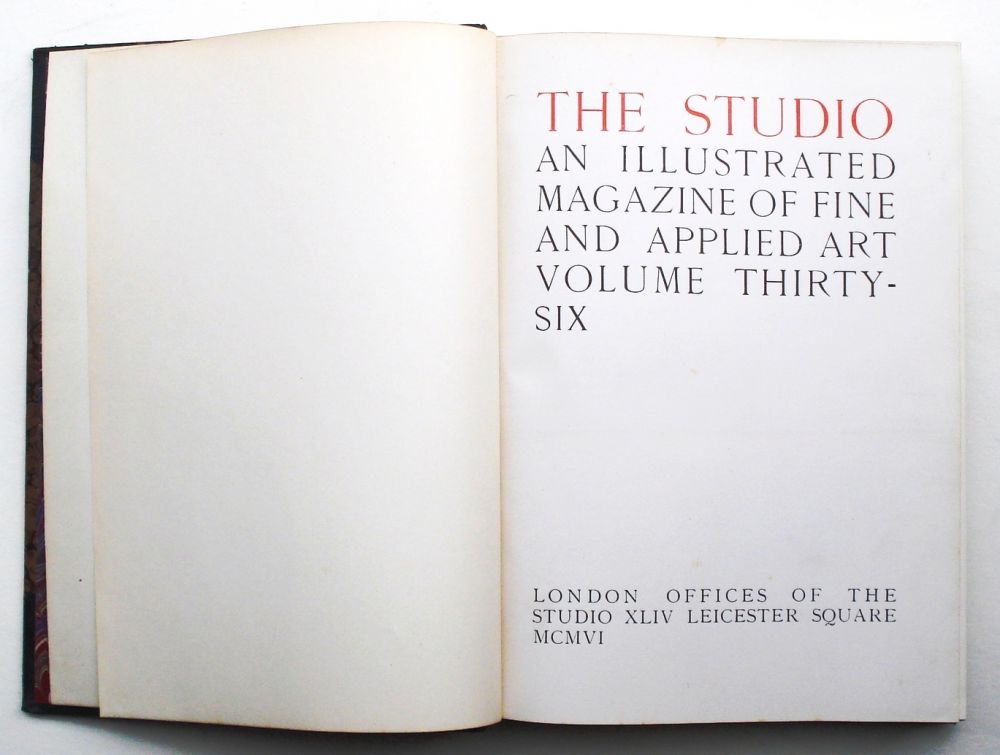 THE STUDIO
AN ILLUSTRATED
MAGAZINE OF FINE
AND APPLIED ART
VOLUME THIRTY-
SIX
LONDON OFFICES OF THE
STUDIO XLIV LEICESTER SQUARE
MCMVI